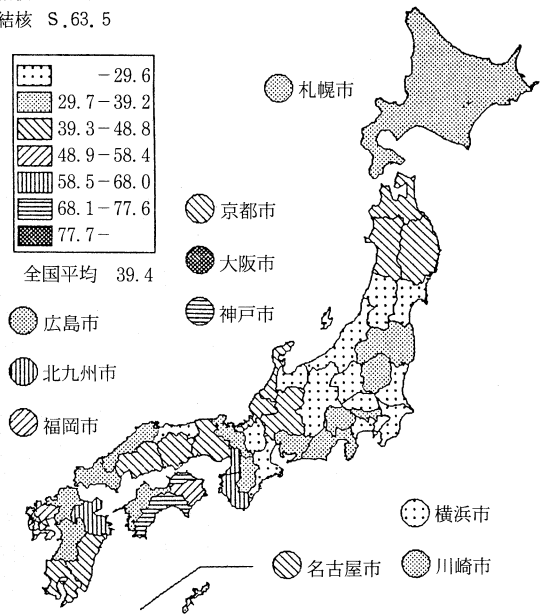 結核 S.63.5
-29.6
29.7-39.2
39.3-48.8
48.9-58.4
58.5-68.0
68.1-77.6
77.7-
全国平均 39.4
札幌市
京都市
大阪市
神戸市
広島市
北九州市
福岡市
横浜市
名古屋市
川崎市